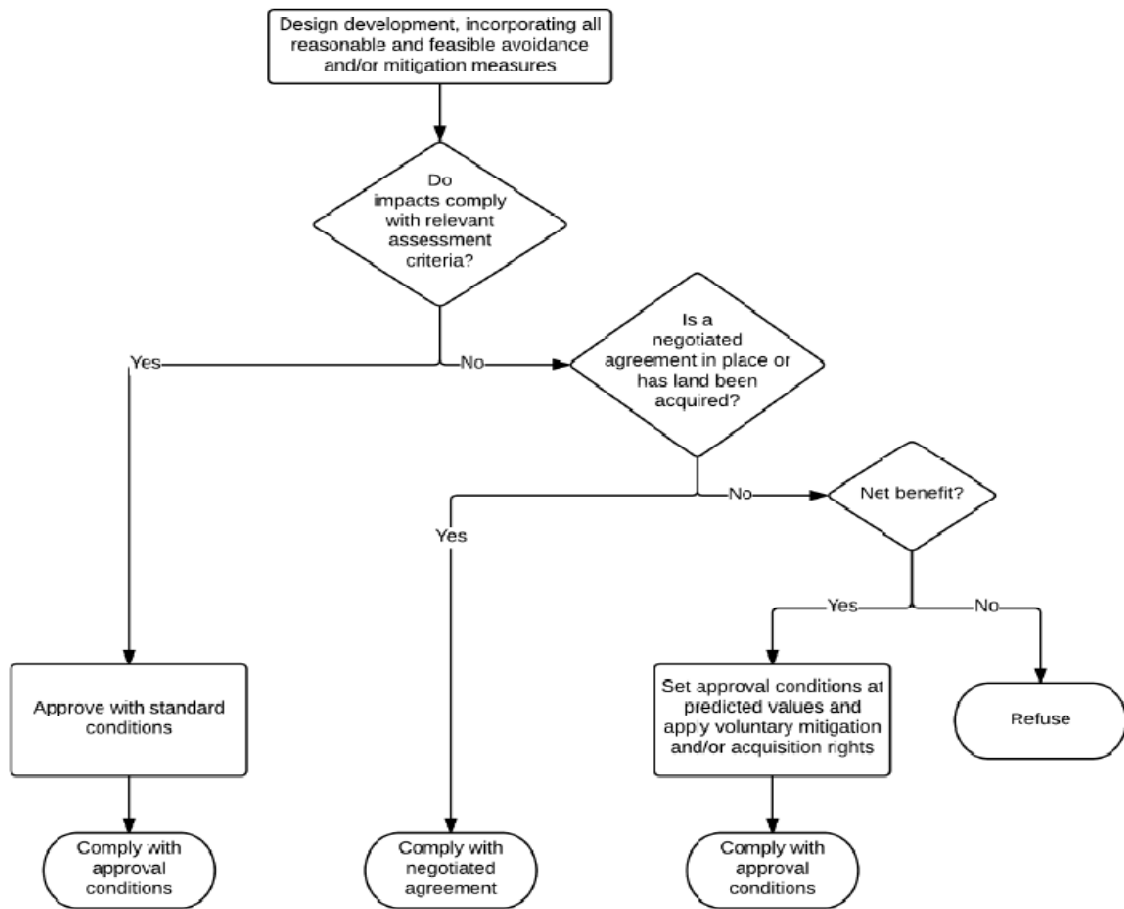 Design development, incorporating all
reasonable and feasible avoidance
and/or mitigation measures
Do
impacts comply
with relevant
assessment
criteria?
Yes
No
Is a
negotiated
agreement in place or
has land been
acquired?
Yes
No
Net benefit?
Yes
No
Approve with standard
conditions
Set approval conditions at
predicted values and
apply voluntary mitigation
and/or acquisition rights
Refuse
Comply with
approval
conditions
Comply with
negotiated
agreement
Comply with
approval
conditions